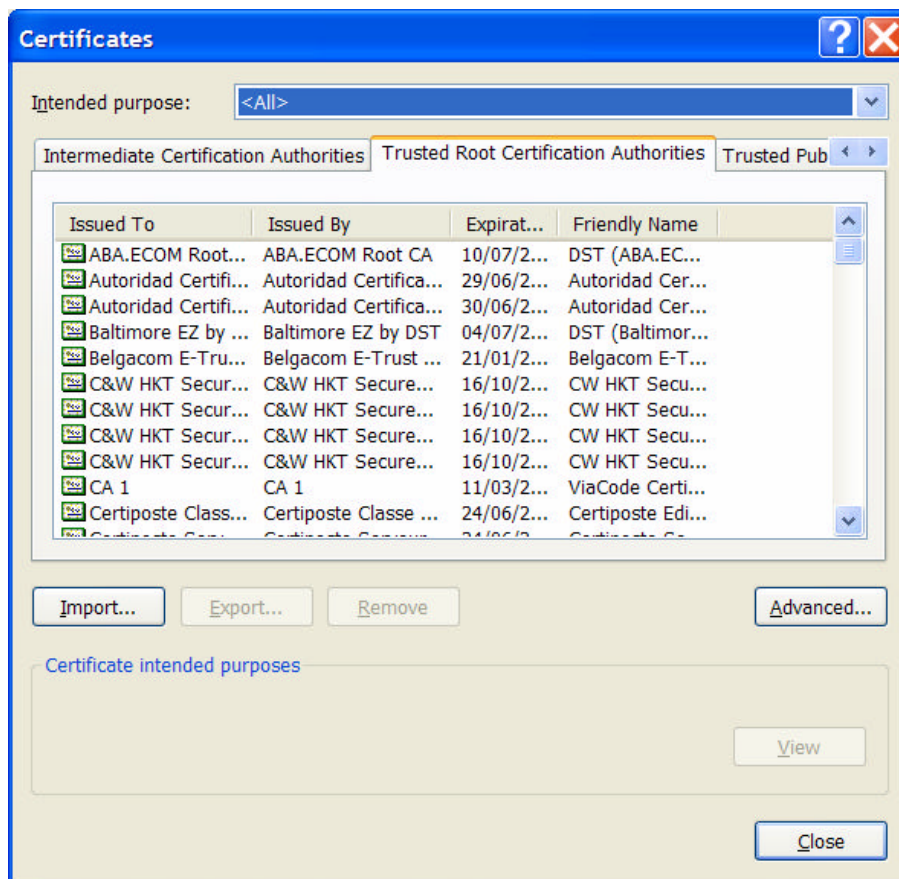 Certificates
Intended purpose: <All>
Intermediate Certification Authorities Trusted Root Certification Authorities Trusted Pub
Issued To Issued By Expirat... Friendly Name
ABA.ECOM Root... ABA.ECOM Root CA 10/07/2... DST (ABA.EC...
Autoridad Certifi... Autoridad Certifica... 29/06/2... Autoridad Cer...
Autoridad Certifi... Autoridad Certifica... 30/06/2... Autoridad Cer...
Baltimore EZ by ... Baltimore EZ by DST 04/07/2... DST (Baltimor...
Belgacom E-Tru... Belgacom E-Trust ... 21/01/2... Belgacom E-T...
C&W HKT Secur... C&W HKT Secure... 16/10/2... CW HKT Secu...
C&W HKT Secur... C&W HKT Secure... 16/10/2... CW HKT Secu...
C&W HKT Secur... C&W HKT Secure... 16/10/2... CW HKT Secu...
C&W HKT Secur... C&W HKT Secure... 16/10/2... CW HKT Secu...
CA 1 CA 1 11/03/2... ViaCode Certi...
Certiposte Class... Certiposte Classe ... 24/06/2... Certiposte Edi...
Import... Export... Remove Advanced...
Certificate intended purposes
View
Close